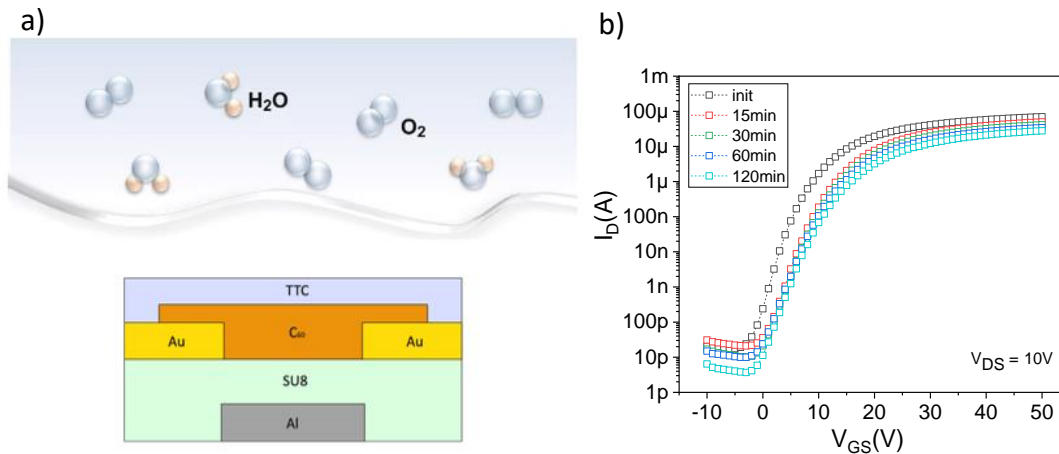 a)
H₂O
O₂
TTC
C₆₀
Au
Au
SU8
Al
b)
1m
100µ
10µ
1µ
100n
10n
1n
100p
10p
1p
I_D(A)
init
15min
30min
60min
120min
V_DS = 10V
-10 0 10 20 30 40 50
V_GS(V)